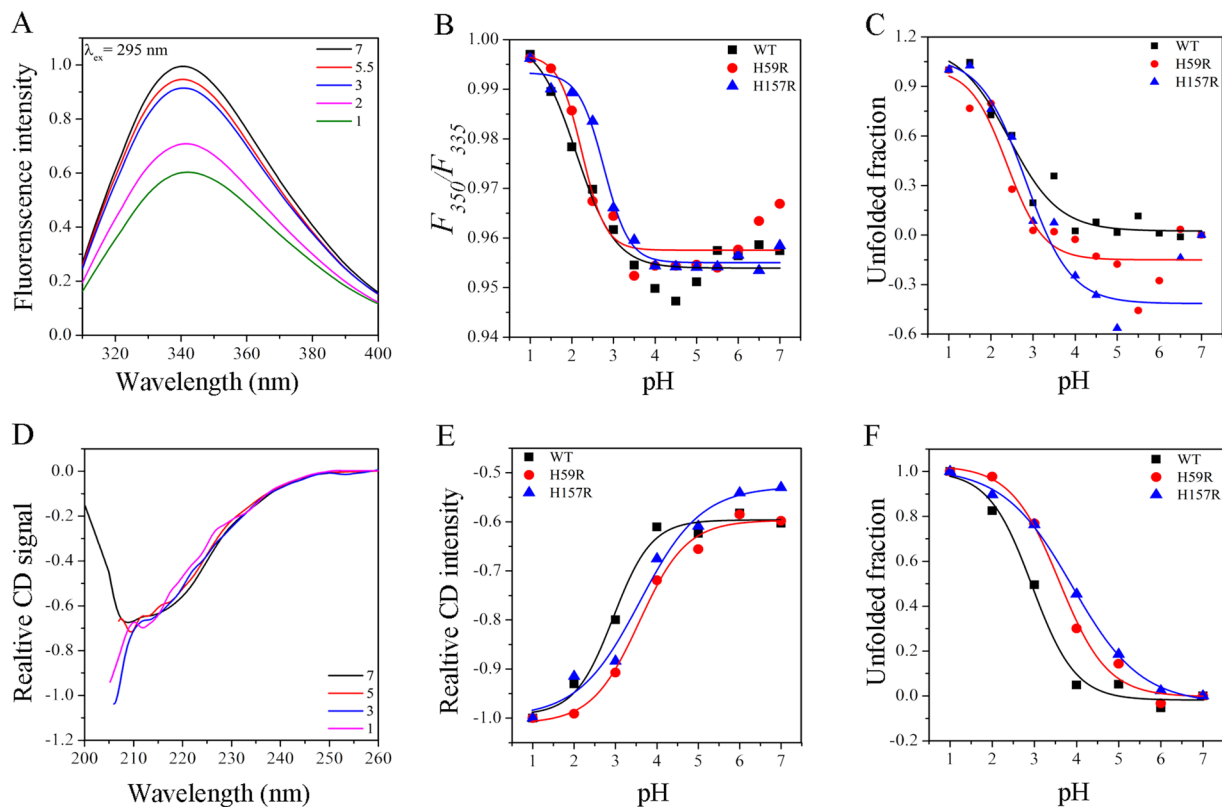 A
λex= 295 nm
7
5.5
3
2
1
1.0
0.8
0.6
0.4
0.2
0.0
320 340 360 380 400
Fluorescence intensity
Wavelength (nm)
B
WT
H59R
H157R
1.00
0.99
0.98
0.97
0.96
0.95
0.94
1 2 3 4 5 6 7
F350/F335
pH
C
WT
H59R
H157R
1.2
0.9
0.6
0.3
0.0
-0.3
-0.6
1 2 3 4 5 6 7
Unfolded fraction
pH
D
0.0
-0.2
-0.4
-0.6
-0.8
-1.0
-1.2
7
5
3
1
200 210 220 230 240 250 260
Realtive CD signal
Wavelength (nm)
E
WT
H59R
H157R
-0.5
-0.6
-0.7
-0.8
-0.9
-1.0
1 2 3 4 5 6 7
Realtive CD intensity
pH
F
WT
H59R
H157R
1.0
0.8
0.6
0.4
0.2
0.0
-0.2
1 2 3 4 5 6 7
Unfolded fraction
pH